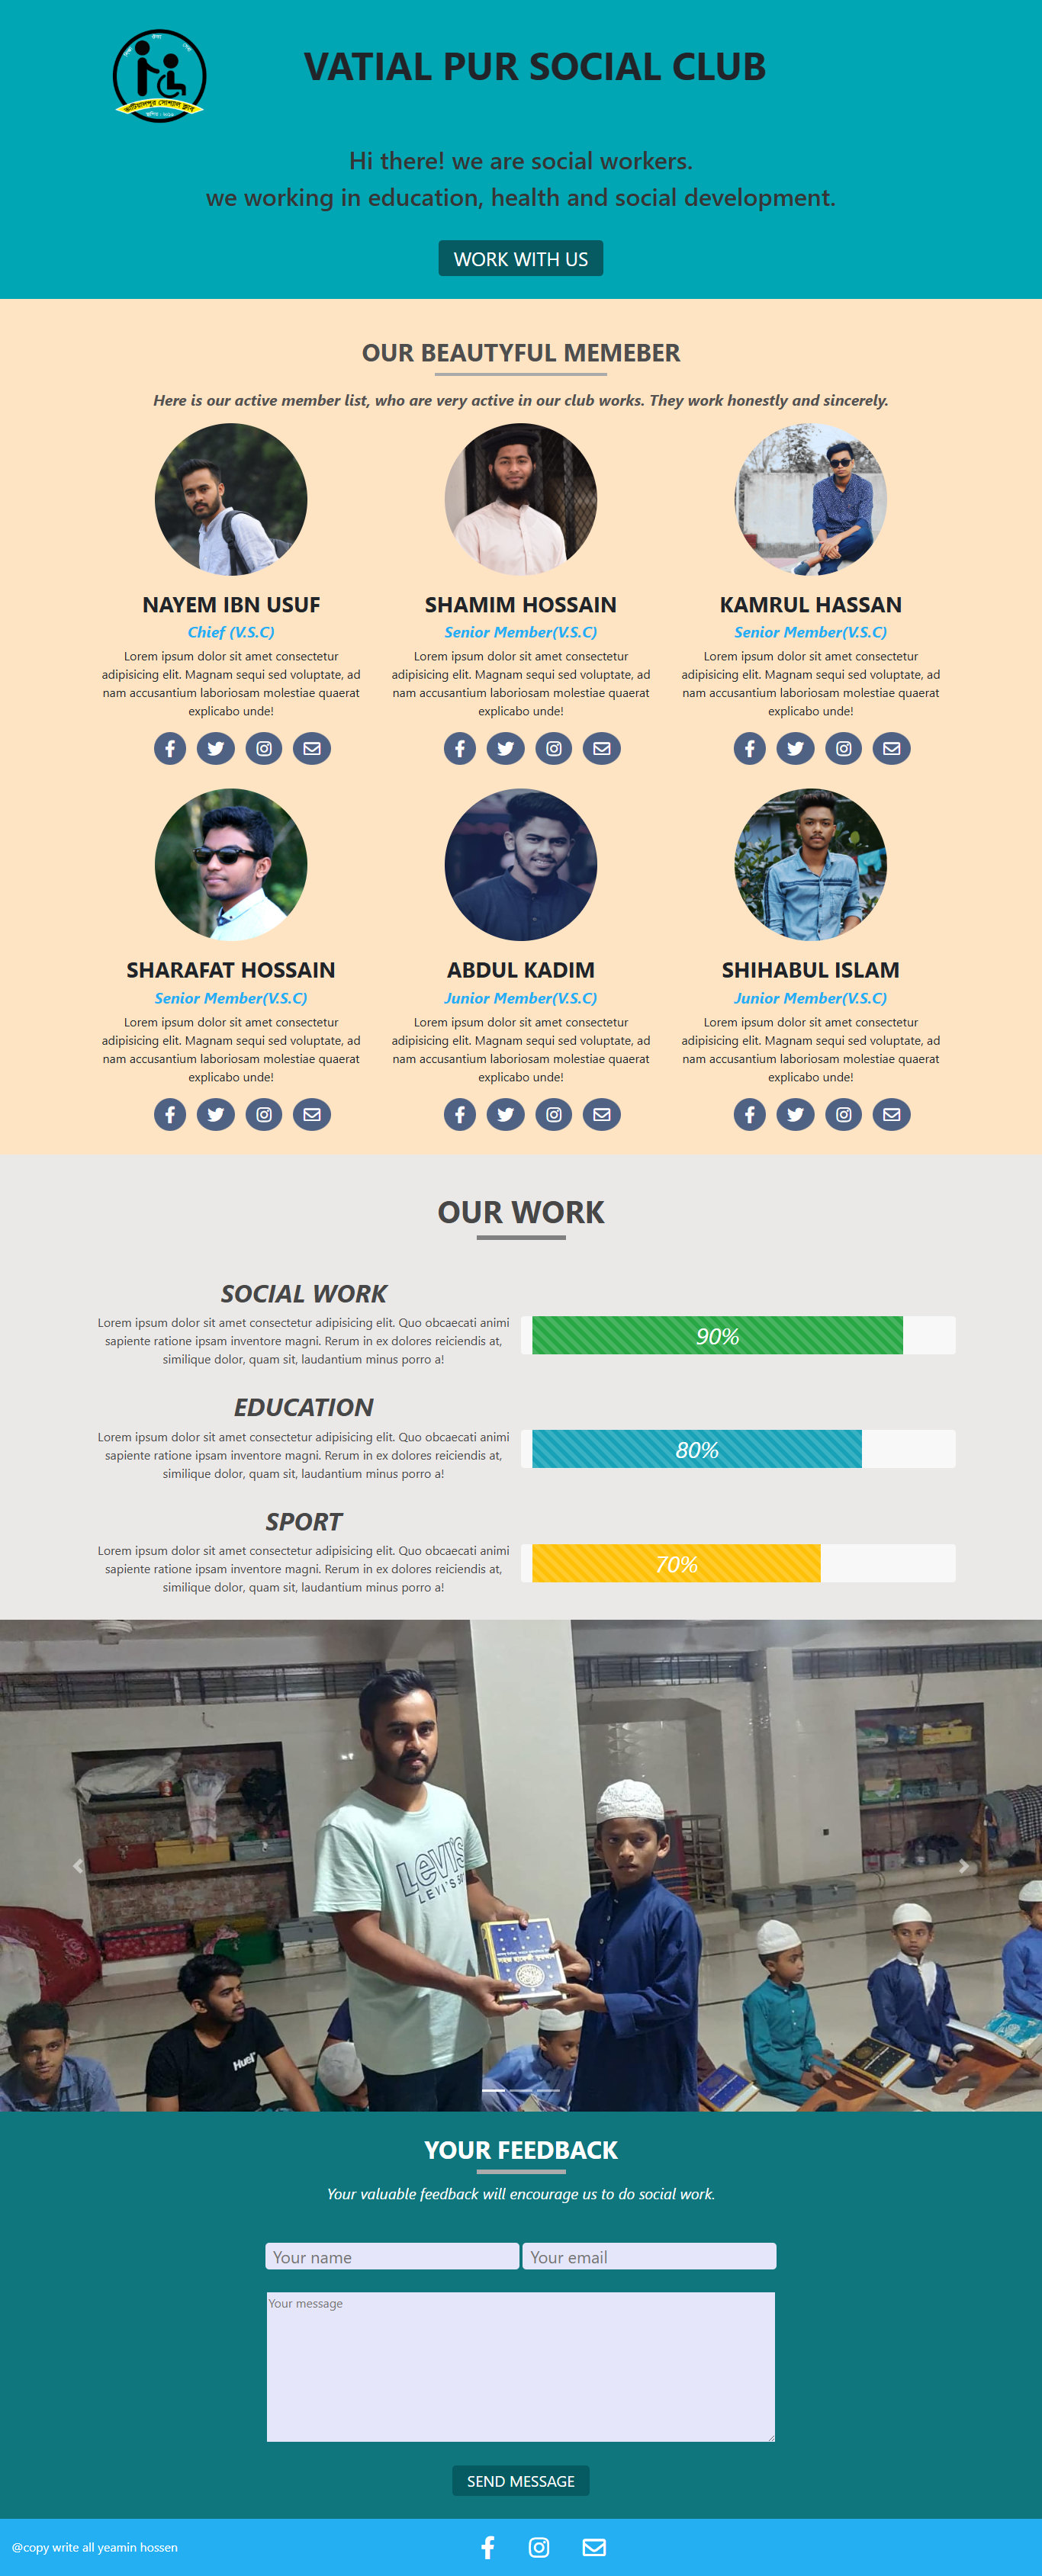 শিক্ষা
সেবা
ভাটিয়ালপুর সোশ্যাল ক্লাব
VATIAL PUR SOCIAL CLUB
Hi there! we are social workers.
we working in education, health and social development.
WORK WITH US
OUR BEAUTYFUL MEMEBER
Here is our active member list, who are very active in our club works. They work honestly and sincerely.
NAYEM IBN USUF
Chief (V.S.C)
Lorem ipsum dolor sit amet consectetur
adipisicing elit. Magnam sequi sed voluptate, ad
nam accusantium laboriosam molestiae quaerat
explicabo unde!
SHAMIM HOSSAIN
Senior Member(V.S.C)
Lorem ipsum dolor sit amet consectetur
adipisicing elit. Magnam sequi sed voluptate, ad
nam accusantium laboriosam molestiae quaerat
explicabo unde!
KAMRUL HASSAN
Senior Member(V.S.C)
Lorem ipsum dolor sit amet consectetur
adipisicing elit. Magnam sequi sed voluptate, ad
nam accusantium laboriosam molestiae quaerat
explicabo unde!
SHARAFAT HOSSAIN
Senior Member(V.S.C)
Lorem ipsum dolor sit amet consectetur
adipisicing elit. Magnam sequi sed voluptate, ad
nam accusantium laboriosam molestiae quaerat
explicabo unde!
ABDUL KADIM
Junior Member(V.S.C)
Lorem ipsum dolor sit amet consectetur
adipisicing elit. Magnam sequi sed voluptate, ad
nam accusantium laboriosam molestiae quaerat
explicabo unde!
SHIHABUL ISLAM
Junior Member(V.S.C)
Lorem ipsum dolor sit amet consectetur
adipisicing elit. Magnam sequi sed voluptate, ad
nam accusantium laboriosam molestiae quaerat
explicabo unde!
OUR WORK
SOCIAL WORK
Lorem ipsum dolor sit amet consectetur adipisicing elit. Quo obcaecati animi
sapiente ratione ipsam inventore magni. Rerum in ex dolores reiciendis at,
similique dolor, quam sit, laudantium minus porro a!
90%
EDUCATION
Lorem ipsum dolor sit amet consectetur adipisicing elit. Quo obcaecati animi
sapiente ratione ipsam inventore magni. Rerum in ex dolores reiciendis at,
similique dolor, quam sit, laudantium minus porro a!
80%
SPORT
Lorem ipsum dolor sit amet consectetur adipisicing elit. Quo obcaecati animi
sapiente ratione ipsam inventore magni. Rerum in ex dolores reiciendis at,
similique dolor, quam sit, laudantium minus porro a!
70%
LEVI'S
LEVI'S
Huel
YOUR FEEDBACK
Your valuable feedback will encourage us to do social work.
Your name
Your email
Your message
SEND MESSAGE
@copy write all yeamin hossen